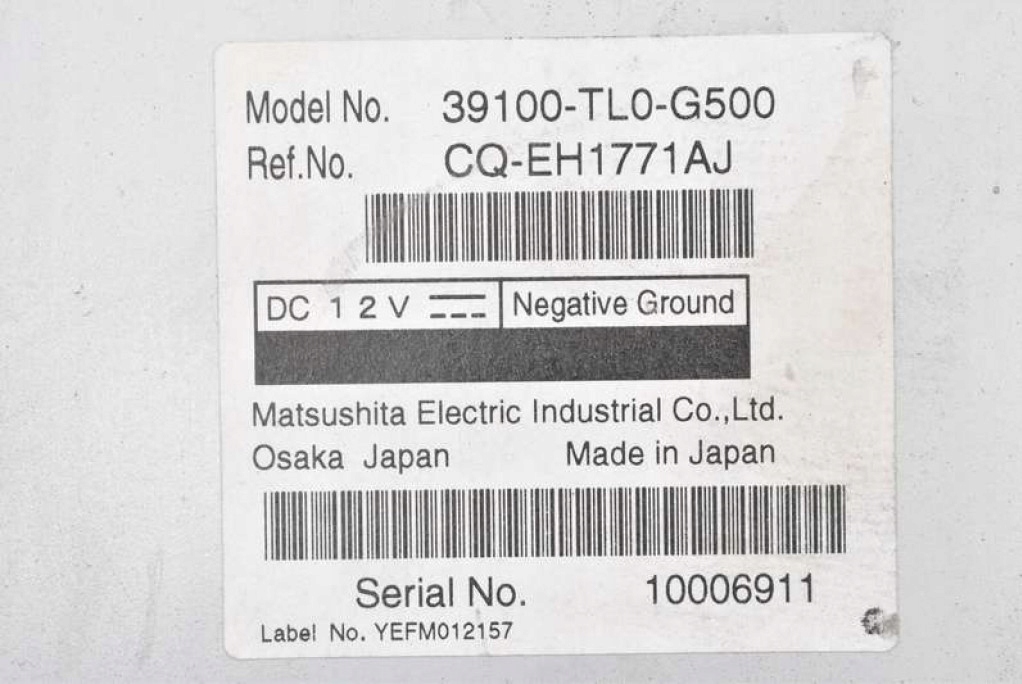 Model No. 39100-TL0-G500
Ref.No. CQ-EH1771AJ
DC 12V Negative Ground
Matsushita Electric Industrial Co.,Ltd.
Osaka Japan Made in Japan
Serial No. 10006911
Label No. YEFM012157